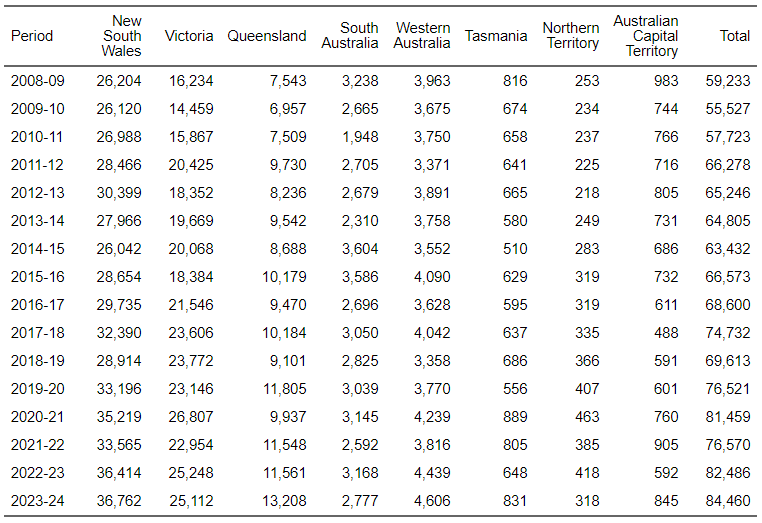 Period New South Wales Victoria Queensland South Australia Western Australia Tasmania Northern Territory Australian Capital Territory Total
2008-09 26,204 16,234 7,543 3,238 3,963 816 253 983 59,233
2009-10 26,120 14,459 6,957 2,665 3,675 674 234 744 55,527
2010-11 26,988 15,867 7,509 1,948 3,750 658 237 766 57,723
2011-12 28,466 20,425 9,730 2,705 3,371 641 225 716 66,278
2012-13 30,399 18,352 8,236 2,679 3,891 665 218 805 65,246
2013-14 27,966 19,669 9,542 2,310 3,758 580 249 731 64,805
2014-15 26,042 20,068 8,688 3,604 3,552 510 283 686 63,432
2015-16 28,654 18,384 10,179 3,586 4,090 629 319 732 66,573
2016-17 29,735 21,546 9,470 2,696 3,628 595 319 611 68,600
2017-18 32,390 23,606 10,184 3,050 4,042 637 335 488 74,732
2018-19 28,914 23,772 9,101 2,825 3,358 686 366 591 69,613
2019-20 33,196 23,146 11,805 3,039 3,770 556 407 601 76,521
2020-21 35,219 26,807 9,937 3,145 4,239 889 463 760 81,459
2021-22 33,565 22,954 11,548 2,592 3,816 805 385 905 76,570
2022-23 36,414 25,248 11,561 3,168 4,439 648 418 592 82,486
2023-24 36,762 25,112 13,208 2,777 4,606 831 318 845 84,460